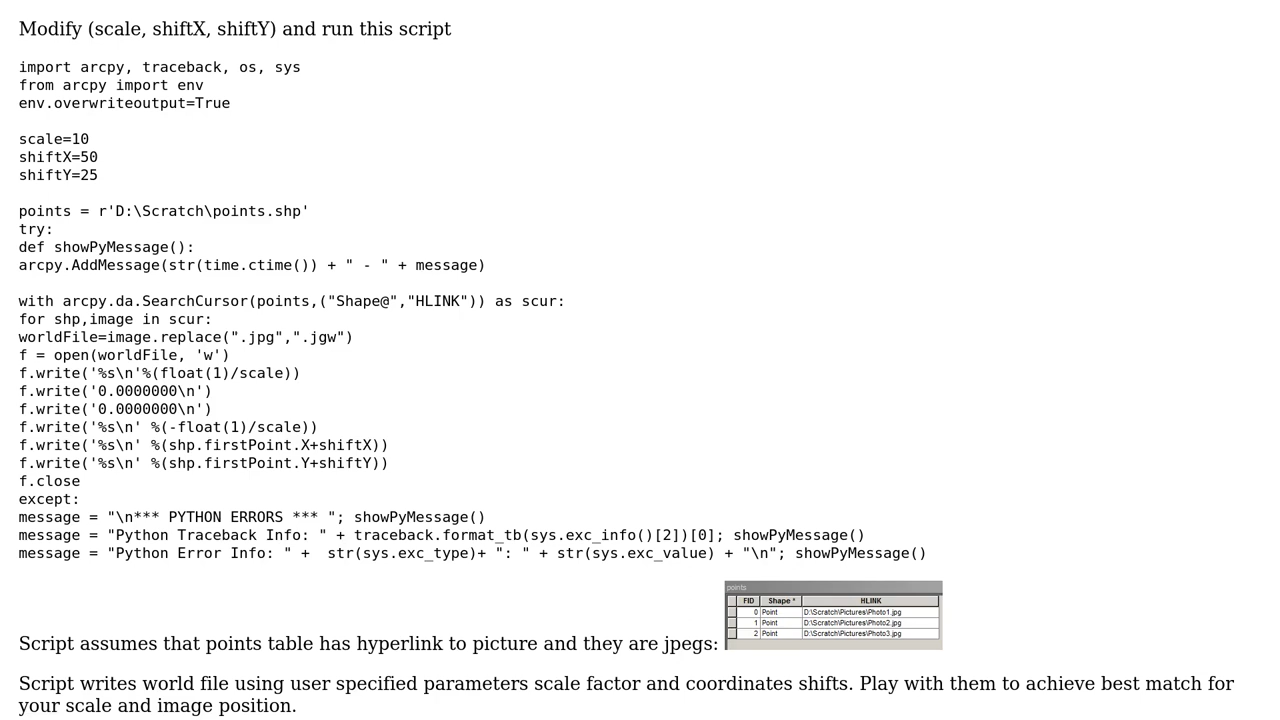 Modify (scale, shiftX, shiftY) and run this script
import arcpy, traceback, os, sys
from arcpy import env
env.overwriteoutput=True
scale=10
shiftX=50
shiftY=25
points = r'D:\Scratch\points.shp'
try:
def showPyMessage():
arcpy.AddMessage(str(time.ctime()) + " - " + message)
with arcpy.da.SearchCursor(points,("Shape@","HLINK")) as scur:
for shp,image in scur:
worldFile=image.replace(".jpg",".jgw")
f = open(worldFile, 'w')
f.write('%s\n'%(float(1)/scale))
f.write('0.0000000\n')
f.write('0.0000000\n')
f.write('%s\n' %(-float(1)/scale))
f.write('%s\n' %(shp.firstPoint.X+shiftX))
f.write('%s\n' %(shp.firstPoint.Y+shiftY))
f.close
except:
message = "\n*** PYTHON ERRORS *** "; showPyMessage()
message = "Python Traceback Info: " + traceback.format_tb(sys.exc_info()[2])[0]; showPyMessage()
message = "Python Error Info: " +  str(sys.exc_type)+ ": " + str(sys.exc_value) + "\n"; showPyMessage()
points
FID Shape * HLINK
0 Point D:\Scratch\Pictures\Photo1.jpg
1 Point D:\Scratch\Pictures\Photo2.jpg
2 Point D:\Scratch\Pictures\Photo3.jpg
Script assumes that points table has hyperlink to picture and they are jpegs:
Script writes world file using user specified parameters scale factor and coordinates shifts. Play with them to achieve best match for
your scale and image position.